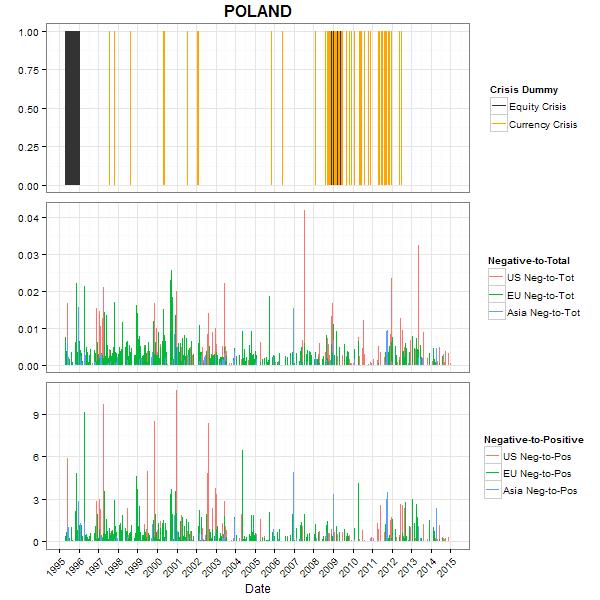 POLAND
1.00
0.75
0.50
0.25
0.00
Crisis Dummy
Equity Crisis
Currency Crisis
0.04
0.03
0.02
0.01
0.00
Negative-to-Total
US Neg-to-Tot
EU Neg-to-Tot
Asia Neg-to-Tot
9
6
3
0
Negative-to-Positive
US Neg-to-Pos
EU Neg-to-Pos
Asia Neg-to-Pos
1995 1996 1997 1998 1999 2000 2001 2002 2003 2004 2005 2006 2007 2008 2009 2010 2011 2012 2013 2014 2015
Date